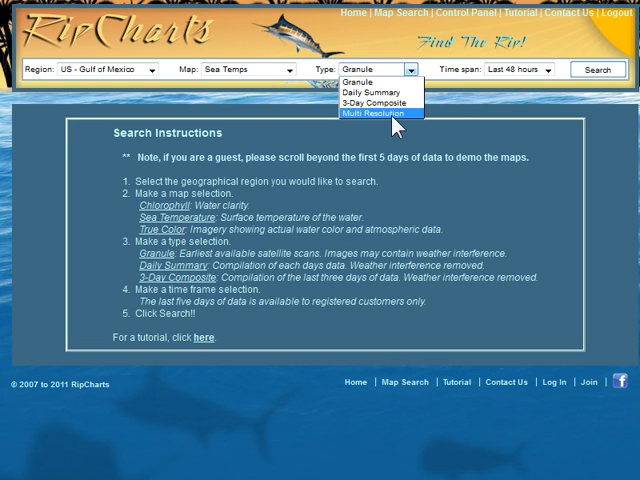 Home | Map Search | Control Panel | Tutorial | Contact Us | Logout
RipCharts
Find The Rip!
Region: US - Gulf of Mexico Map: Sea Temps Type: Granule Time span: Last 48 hours Search
Granule
Daily Summary
3-Day Composite
Multi Resolution
Search Instructions
** Note, if you are a guest, please scroll beyond the first 5 days of data to demo the maps.
1. Select the geographical region you would like to search.
2. Make a map selection.
Chlorophyll: Water clarity.
Sea Temperature: Surface temperature of the water.
True Color: Imagery showing actual water color and atmospheric data.
3. Make a type selection.
Granule: Earliest available satellite scans. Images may contain weather interference.
Daily Summary: Compilation of each days data. Weather interference removed.
3-Day Composite: Compilation of the last three days of data. Weather interference removed.
4. Make a time frame selection.
The last five days of data is available to registered customers only.
5. Click Search!!
For a tutorial, click here.
© 2007 to 2011 RipCharts
Home | Map Search | Tutorial | Contact Us | Log In | Join |